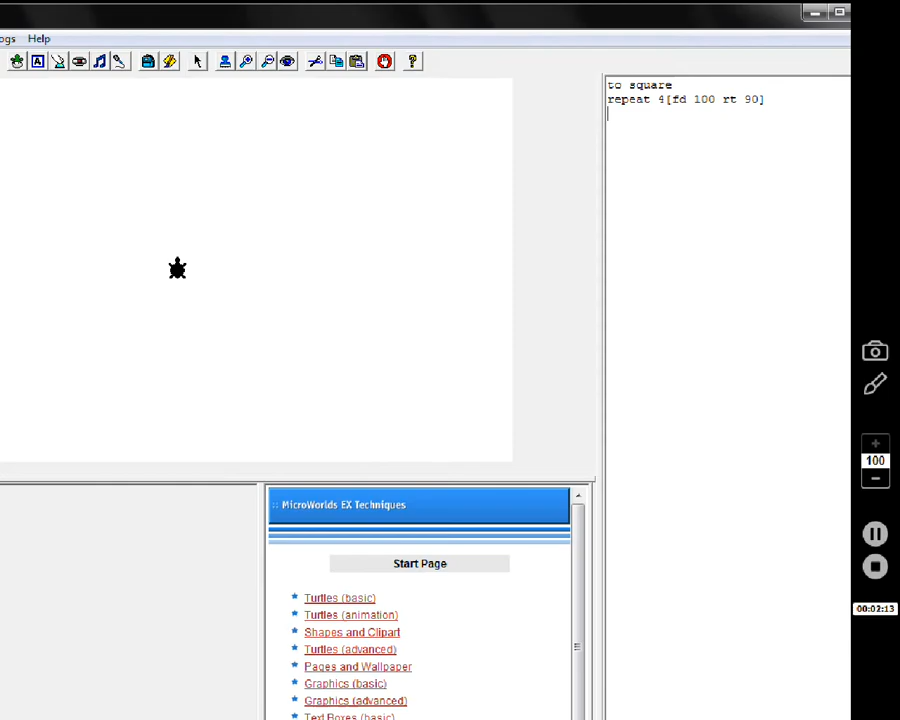 ogs Help
A
?
to square
repeat 4[fd 100 rt 90]
+
100
−
00:02:13
:: MicroWorlds EX Techniques
Start Page
Turtles (basic)
Turtles (animation)
Shapes and Clipart
Turtles (advanced)
Pages and Wallpaper
Graphics (basic)
Graphics (advanced)
Text Boxes (basic)